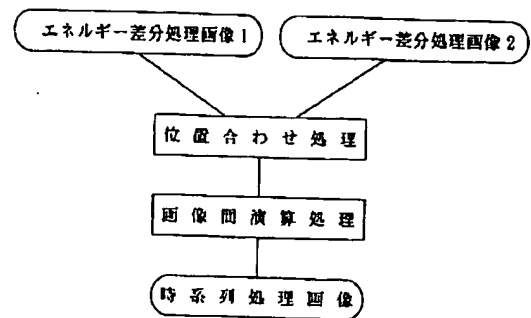 エネルギー差分処理画像1
エネルギー差分処理画像2
位置合わせ処理
画像間演算処理
時系列処理画像